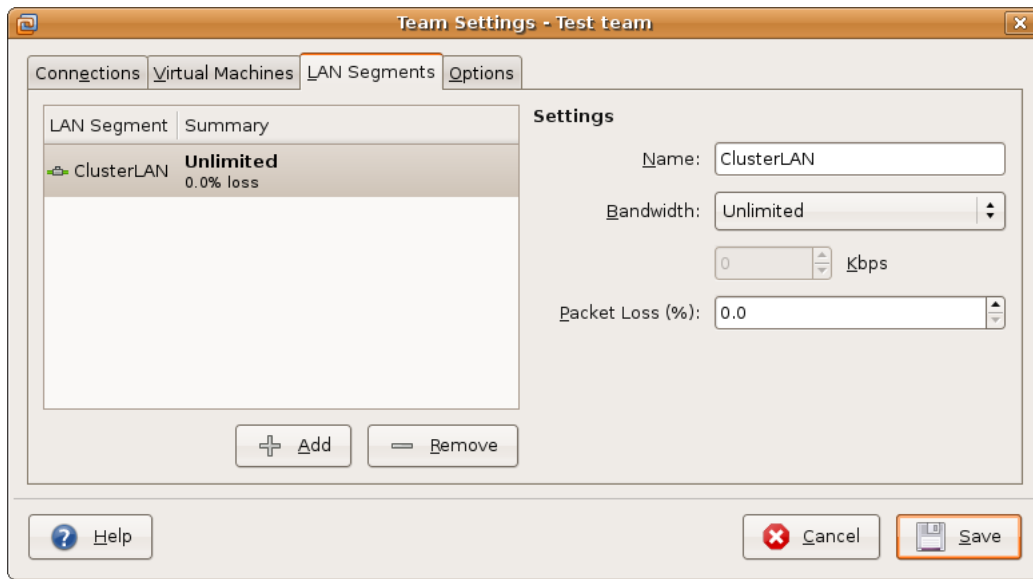 Team Settings - Test team
Connections Virtual Machines LAN Segments Options
LAN Segment Summary
ClusterLAN Unlimited
0.0% loss
Settings
Name: ClusterLAN
Bandwidth: Unlimited
0 Kbps
Packet Loss (%): 0.0
Add Remove
Help Cancel Save